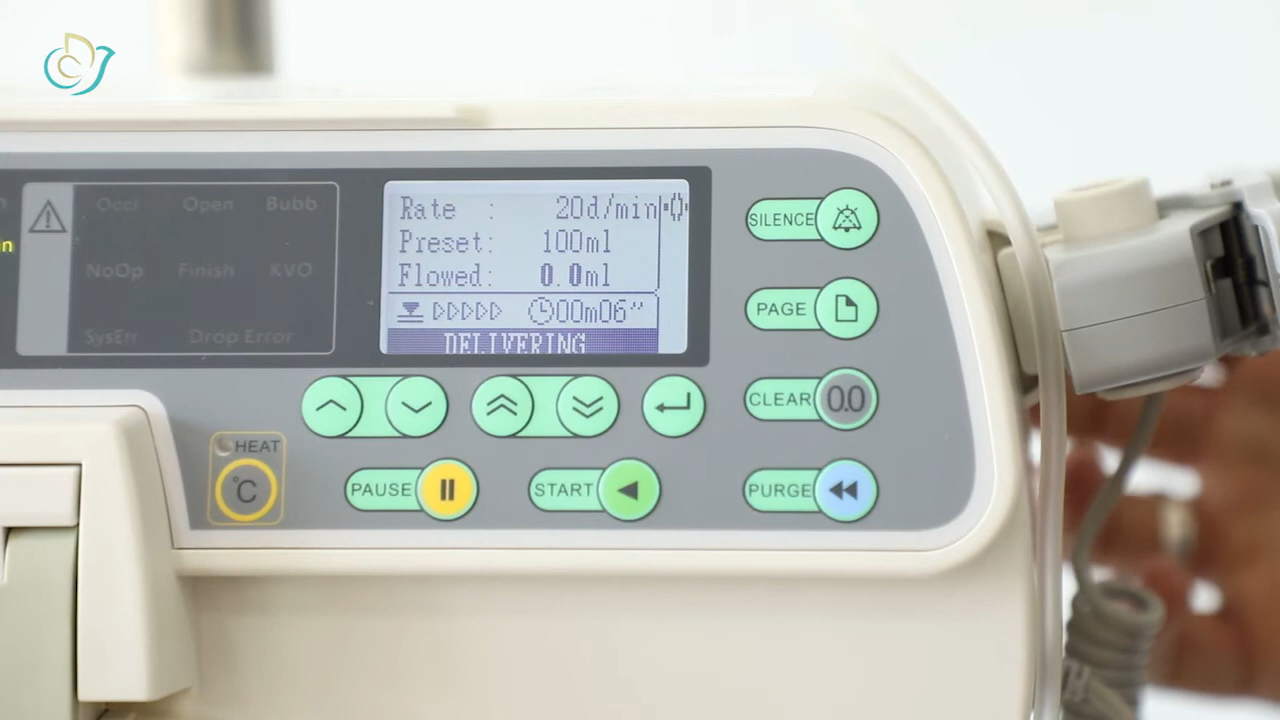 Occl Open Bubb
n
NoOp Finish KVO
SysErr Drop Error
Rate : 20d/min
Preset: 100ml
Flowed: 0.0ml
00m06”
DELIVERING
SILENCE
PAGE
CLEAR 0.0
PURGE
HEAT
°C
PAUSE
START